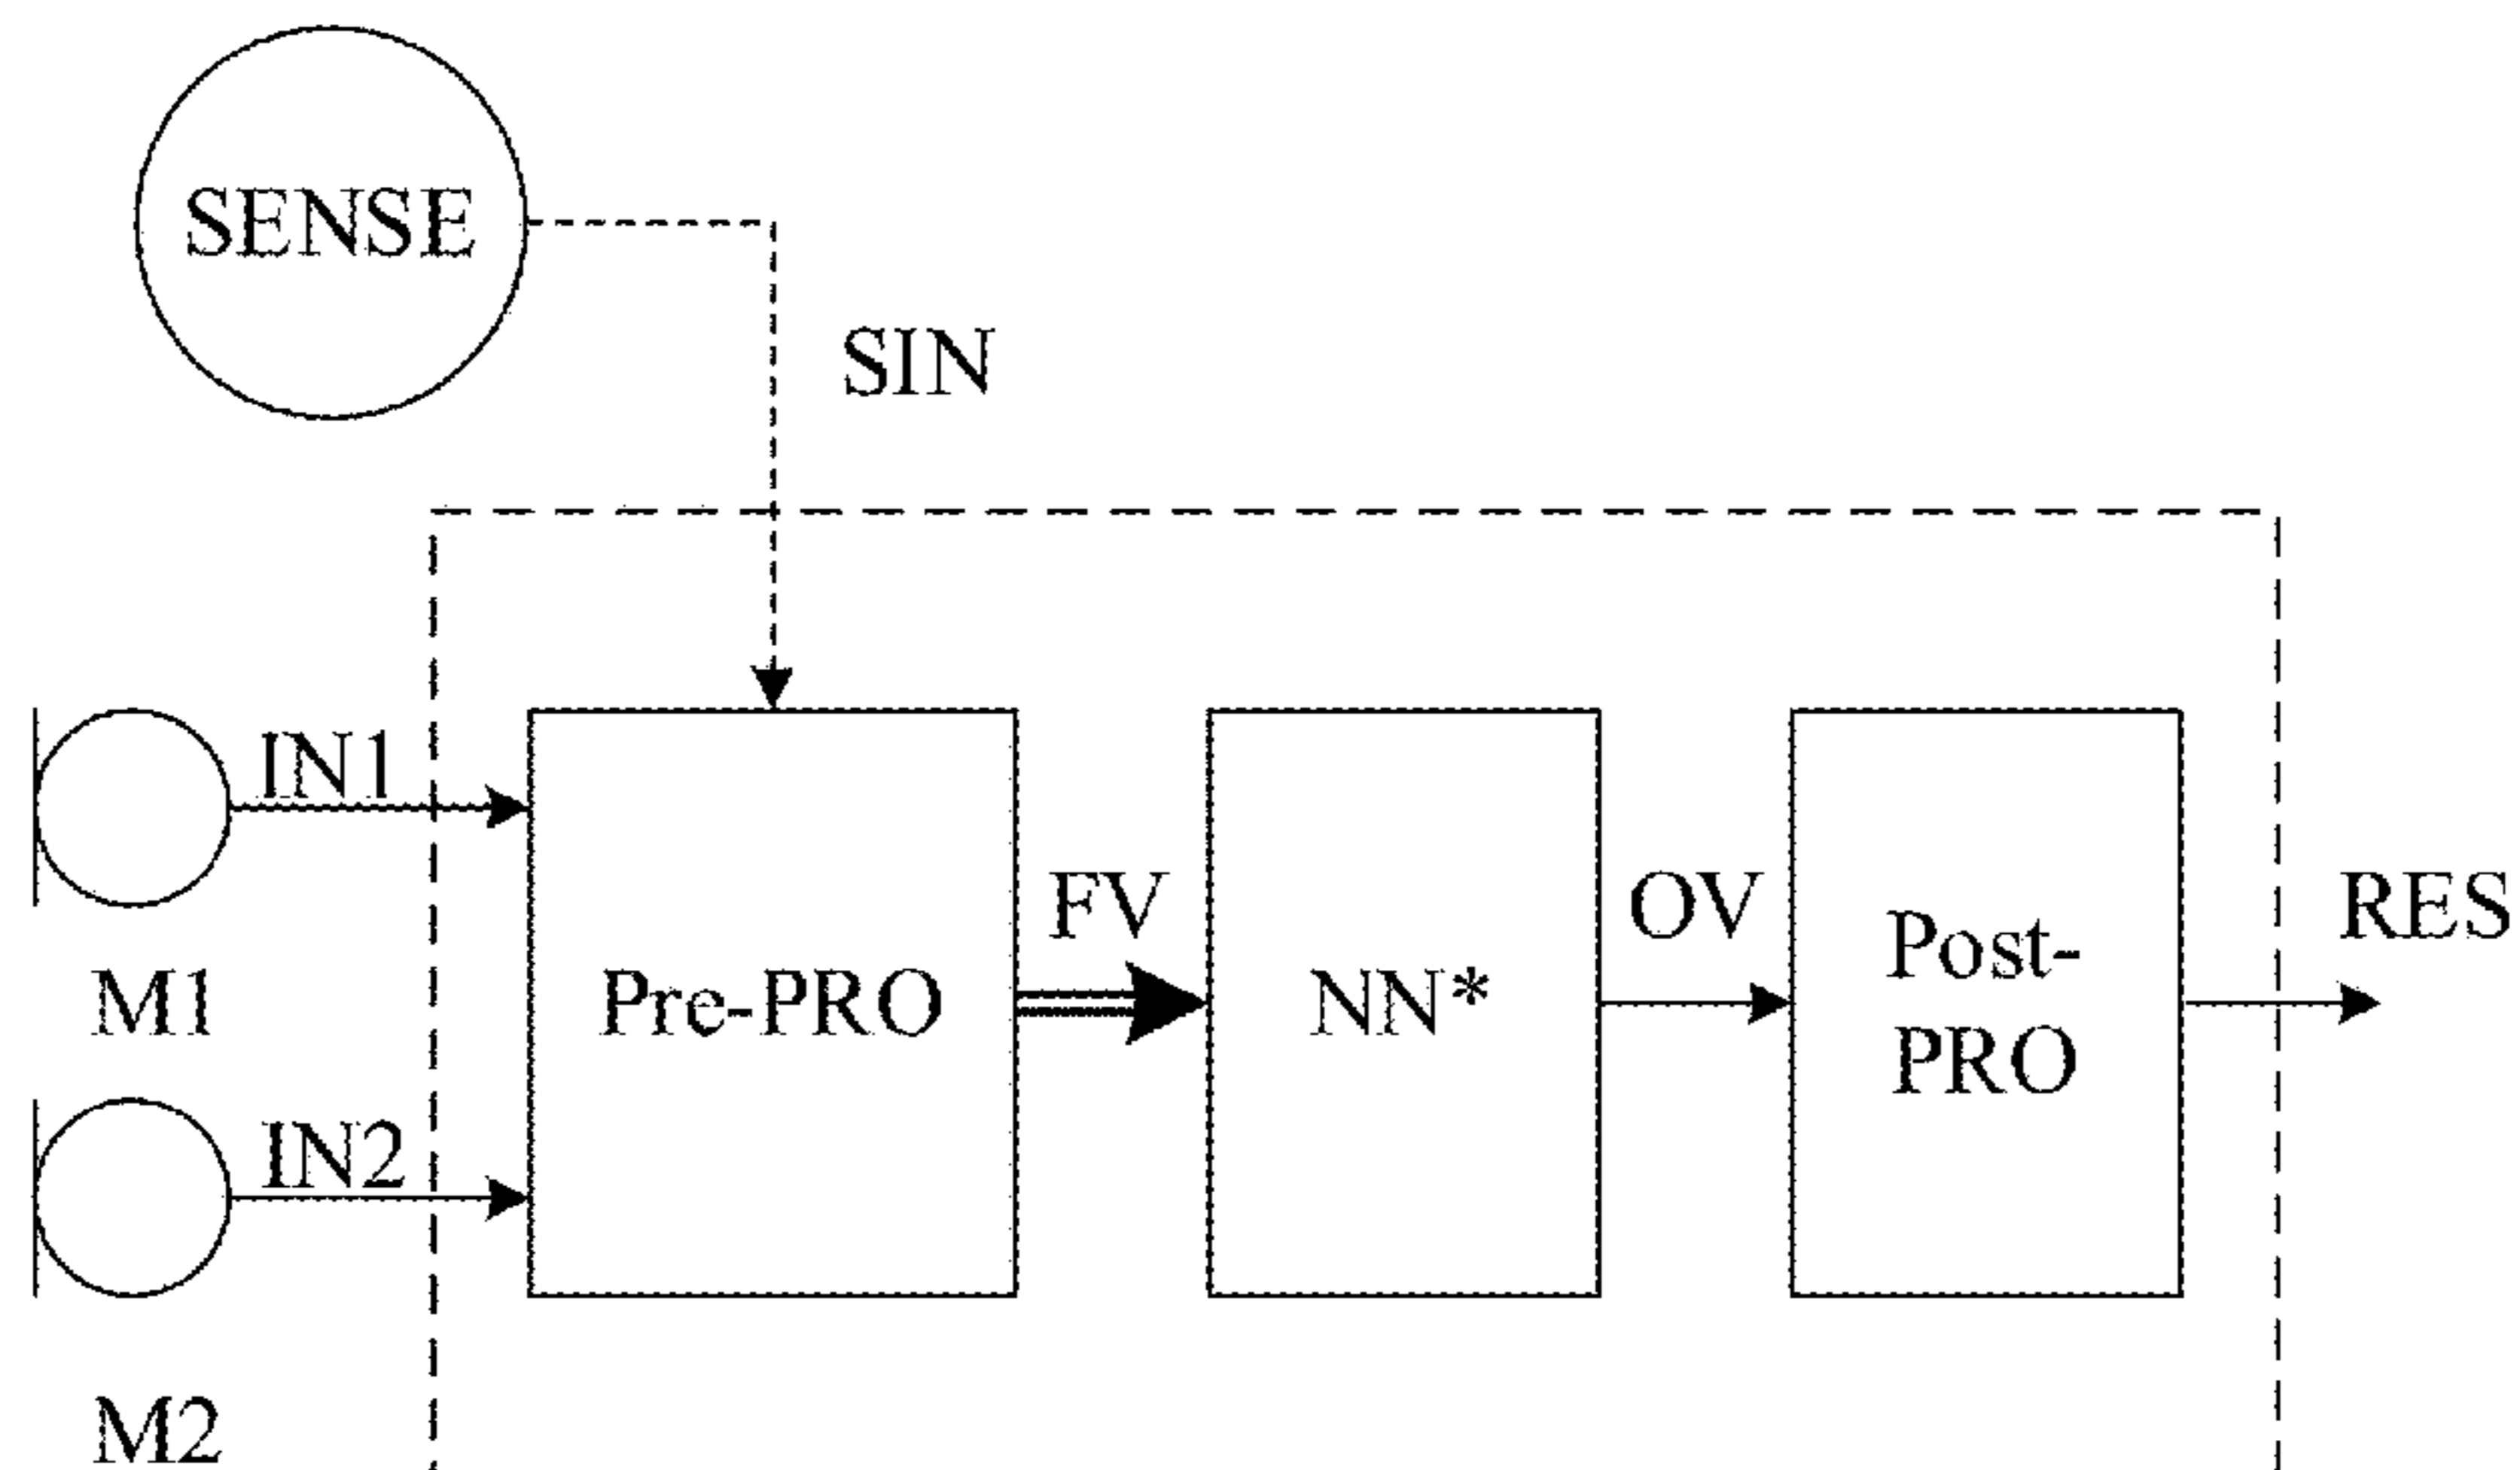 SENSE
SIN
IN1
M1
IN2
M2
Pre-PRO
FV
NN*
OV
Post-
PRO
RES